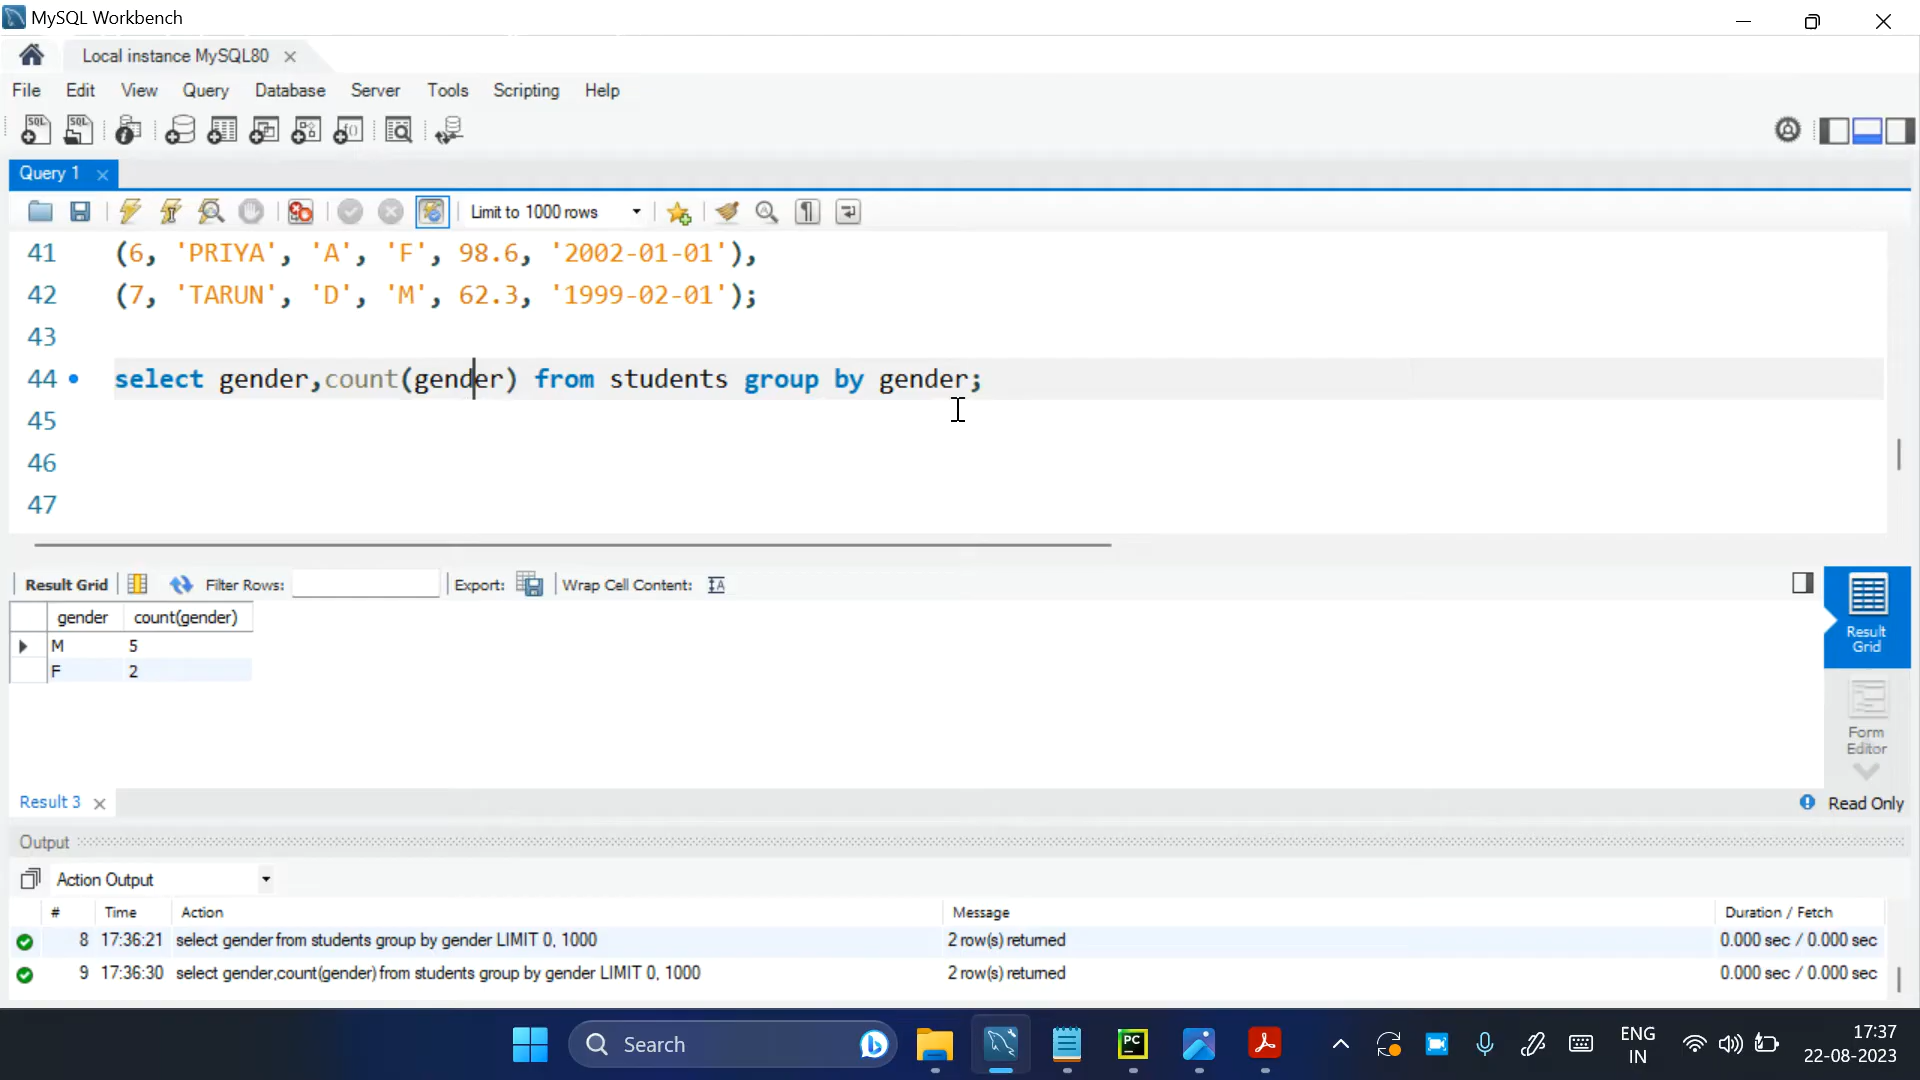 MySQL Workbench
Local instance MySQL80
File Edit View Query Database Server Tools Scripting Help
Query 1
Limit to 1000 rows
41 (6, 'PRIYA', 'A', 'F', 98.6, '2002-01-01'),
42 (7, 'TARUN', 'D', 'M', 62.3, '1999-02-01');
43
44 select gender,count(gender) from students group by gender;
45
46
47
Result Grid Filter Rows: Export: Wrap Cell Content:
gender count(gender)
M 5
F 2
Result Grid
Form Editor
Result 3
Read Only
Output
Action Output
# Time Action Message Duration / Fetch
8 17:36:21 select gender from students group by gender LIMIT 0, 1000 2 row(s) returned 0.000 sec / 0.000 sec
9 17:36:30 select gender,count(gender) from students group by gender LIMIT 0, 1000 2 row(s) returned 0.000 sec / 0.000 sec
Search
PC
ENG
IN
17:37
22-08-2023